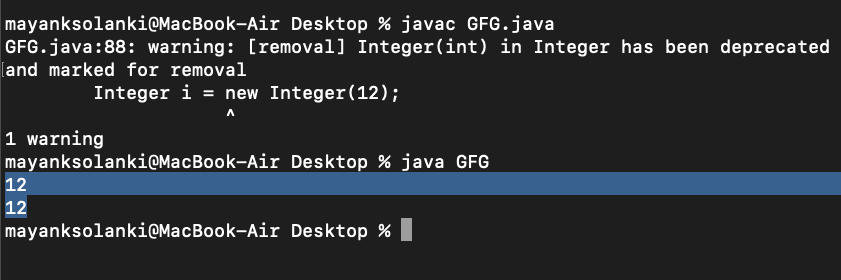 mayanksolanki@MacBook-Air Desktop % javac GFG.java
GFG.java:88: warning: [removal] Integer(int) in Integer has been deprecated
and marked for removal
        Integer i = new Integer(12);
                    ^
1 warning
mayanksolanki@MacBook-Air Desktop % java GFG
12
12
mayanksolanki@MacBook-Air Desktop %